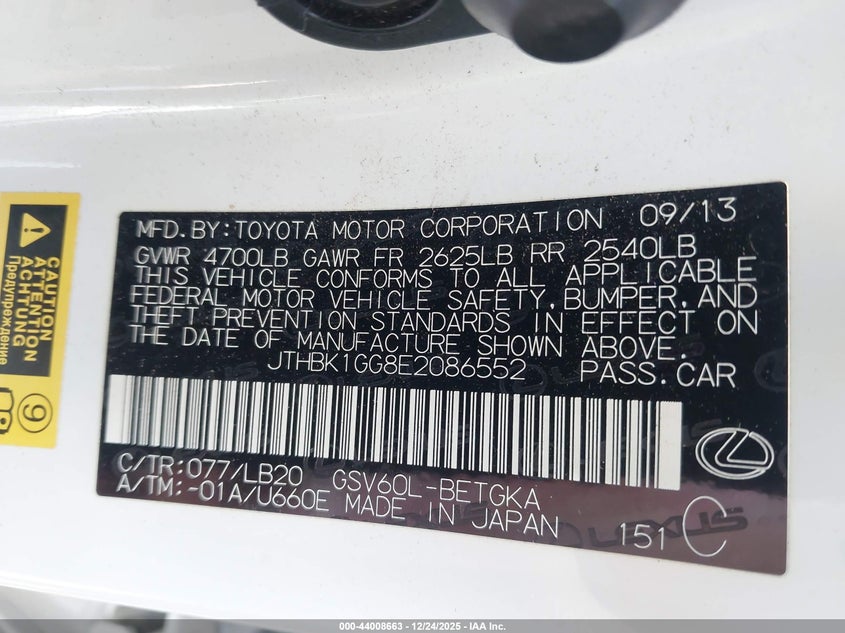 MFD.BY:TOYOTA MOTOR CORPORATION 09/13
GVWR 4700LB GAWR FR 2625LB RR 2540LB
THIS VEHICLE CONFORMS TO ALL APPLICABLE
FEDERAL MOTOR VEHICLE SAFETY,BUMPER,AND
THEFT PREVENTION STANDARDS IN EFFECT ON
THE DATE OF MANUFACTURE SHOWN ABOVE.
JTHBK1GG8E2086552 PASS.CAR
C/TR:077/LB20 GSV60L-BETGKA
A/TM:-01A/U660E MADE IN JAPAN
151 C
LEXUS
CAUTION
ATTENTION
ACHTUNG
Предупреждение
9
000-44008663 - 12/24/2025 - IAA Inc.